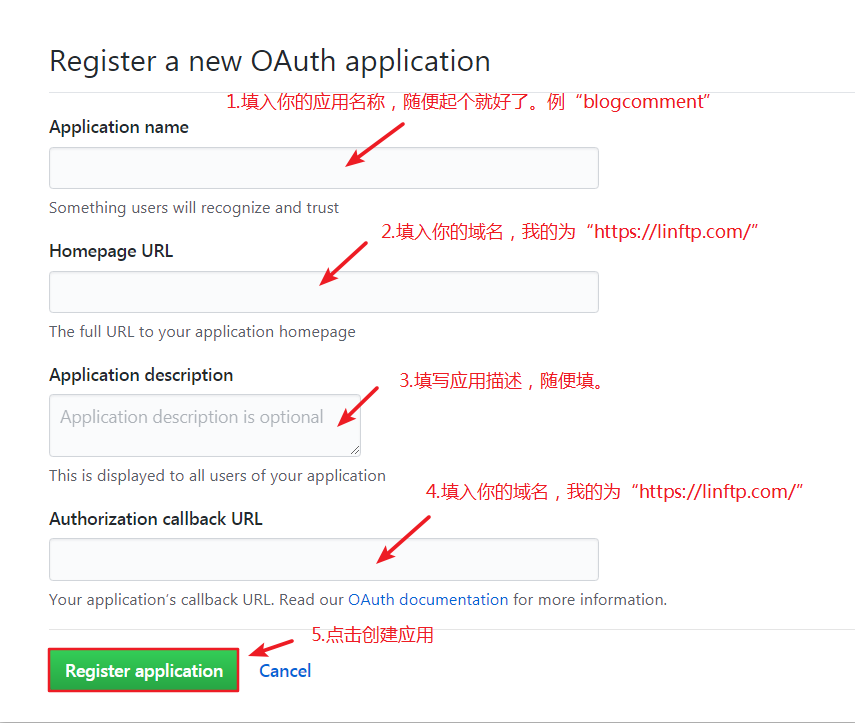 Register a new OAuth application
1.填入你的应用名称，随便起个就好了。例“blogcomment”
Application name
Something users will recognize and trust
2.填入你的域名，我的为“https://linftp.com/”
Homepage URL
The full URL to your application homepage
Application description
3.填写应用描述，随便填。
Application description is optional
This is displayed to all users of your application
4.填入你的域名，我的为“https://linftp.com/”
Authorization callback URL
Your application’s callback URL. Read our OAuth documentation for more information.
5.点击创建应用
Register application Cancel